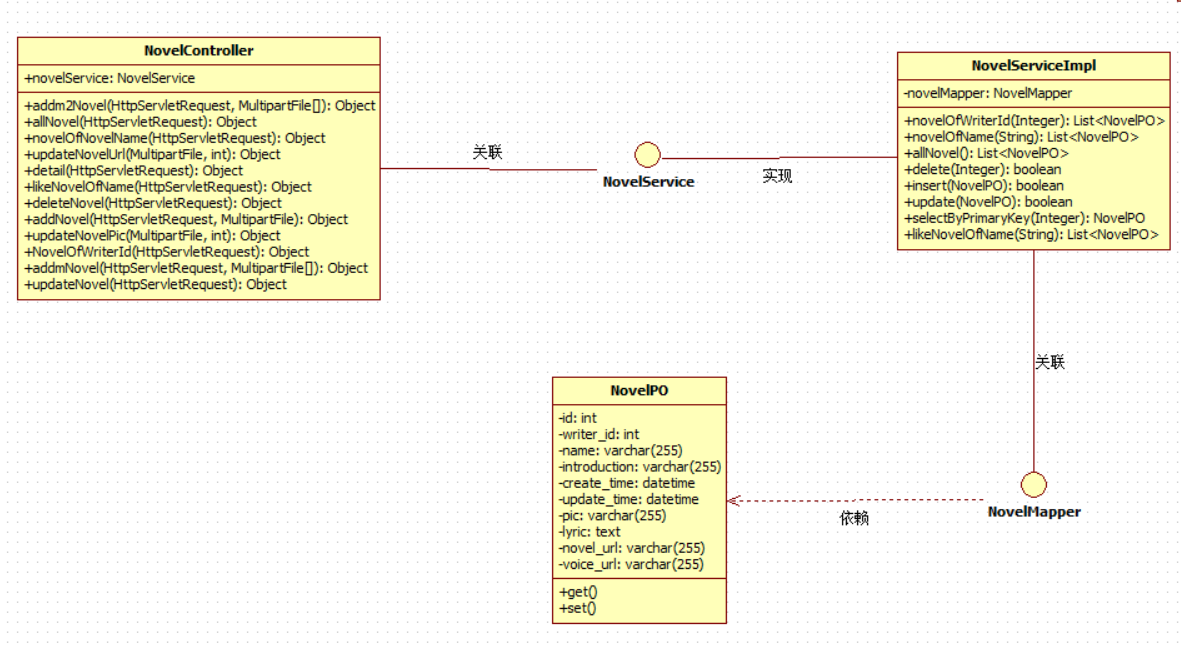 NovelController
+novelService: NovelService
+addm2Novel(HttpServletRequest, MultipartFile[]): Object
+allNovel(HttpServletRequest): Object
+novelOfNovelName(HttpServletRequest): Object
+updateNovelUrl(MultipartFile, int): Object
+detail(HttpServletRequest): Object
+likeNovelOfName(HttpServletRequest): Object
+deleteNovel(HttpServletRequest): Object
+addNovel(HttpServletRequest, MultipartFile): Object
+updateNovelPic(MultipartFile, int): Object
+NovelOfWriterId(HttpServletRequest): Object
+addmNovel(HttpServletRequest, MultipartFile[]): Object
+updateNovel(HttpServletRequest): Object
关联
NovelService
实现
NovelServiceImpl
-novelMapper: NovelMapper
+novelOfWriterId(Integer): List<NovelPO>
+novelOfName(String): List<NovelPO>
+allNovel(): List<NovelPO>
+delete(Integer): boolean
+insert(NovelPO): boolean
+update(NovelPO): boolean
+selectByPrimaryKey(Integer): NovelPO
+likeNovelOfName(String): List<NovelPO>
关联
NovelPO
-id: int
-writer_id: int
-name: varchar(255)
-introduction: varchar(255)
-create_time: datetime
-update_time: datetime
-pic: varchar(255)
-lyric: text
-novel_url: varchar(255)
-voice_url: varchar(255)
+get()
+set()
依赖
NovelMapper